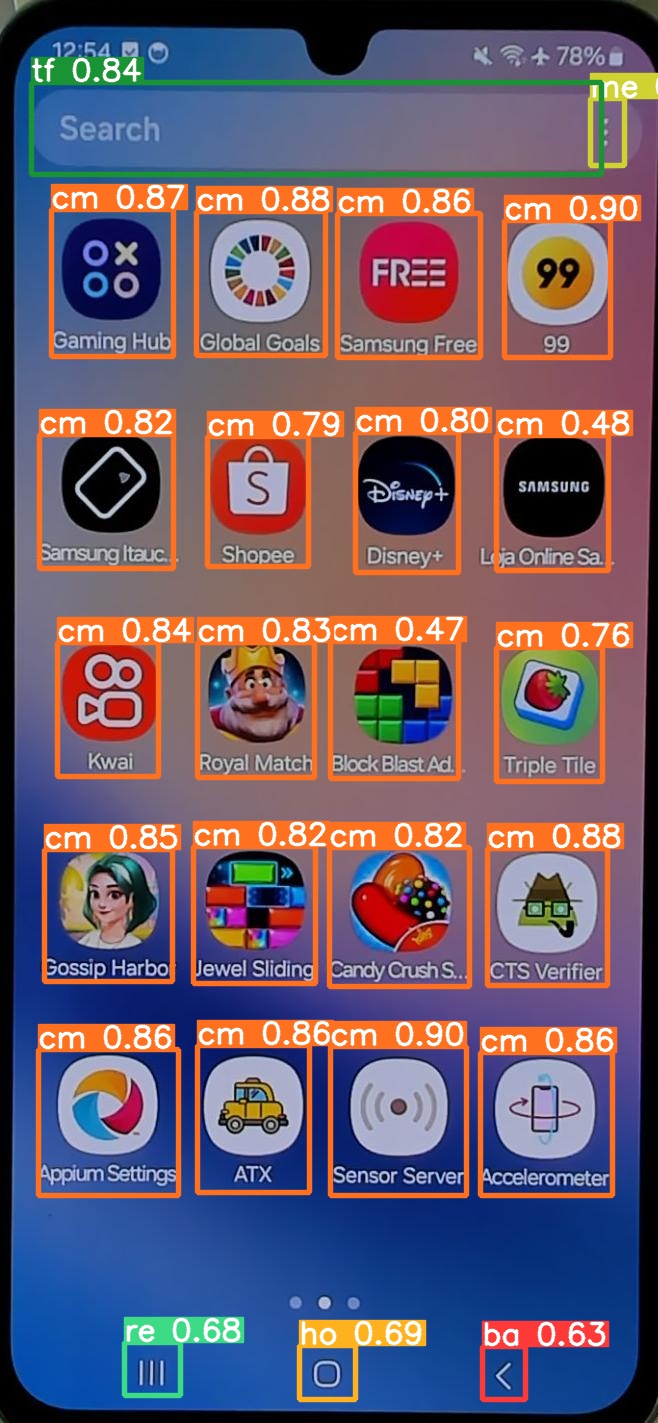 12:54 78%
tf 0.84 me
Search
cm 0.87 cm 0.88 cm 0.86 cm 0.90
FREE 99
Gaming Hub Global Goals Samsung Free 99
cm 0.82 cm 0.79 cm 0.80 cm 0.48
S Disney+ SAMSUNG
Samsung Itauc... Shopee Disney+ Loja Online Sa...
cm 0.84 cm 0.83 cm 0.47 cm 0.76
Kwai Royal Match Block Blast Ad... Triple Tile
cm 0.85 cm 0.82 cm 0.82 cm 0.88
Gossip Harbor Jewel Sliding Candy Crush S... CTS Verifier
cm 0.86 cm 0.86 cm 0.90 cm 0.86
Appium Settings ATX Sensor Server Accelerometer
re 0.68 ho 0.69 ba 0.63